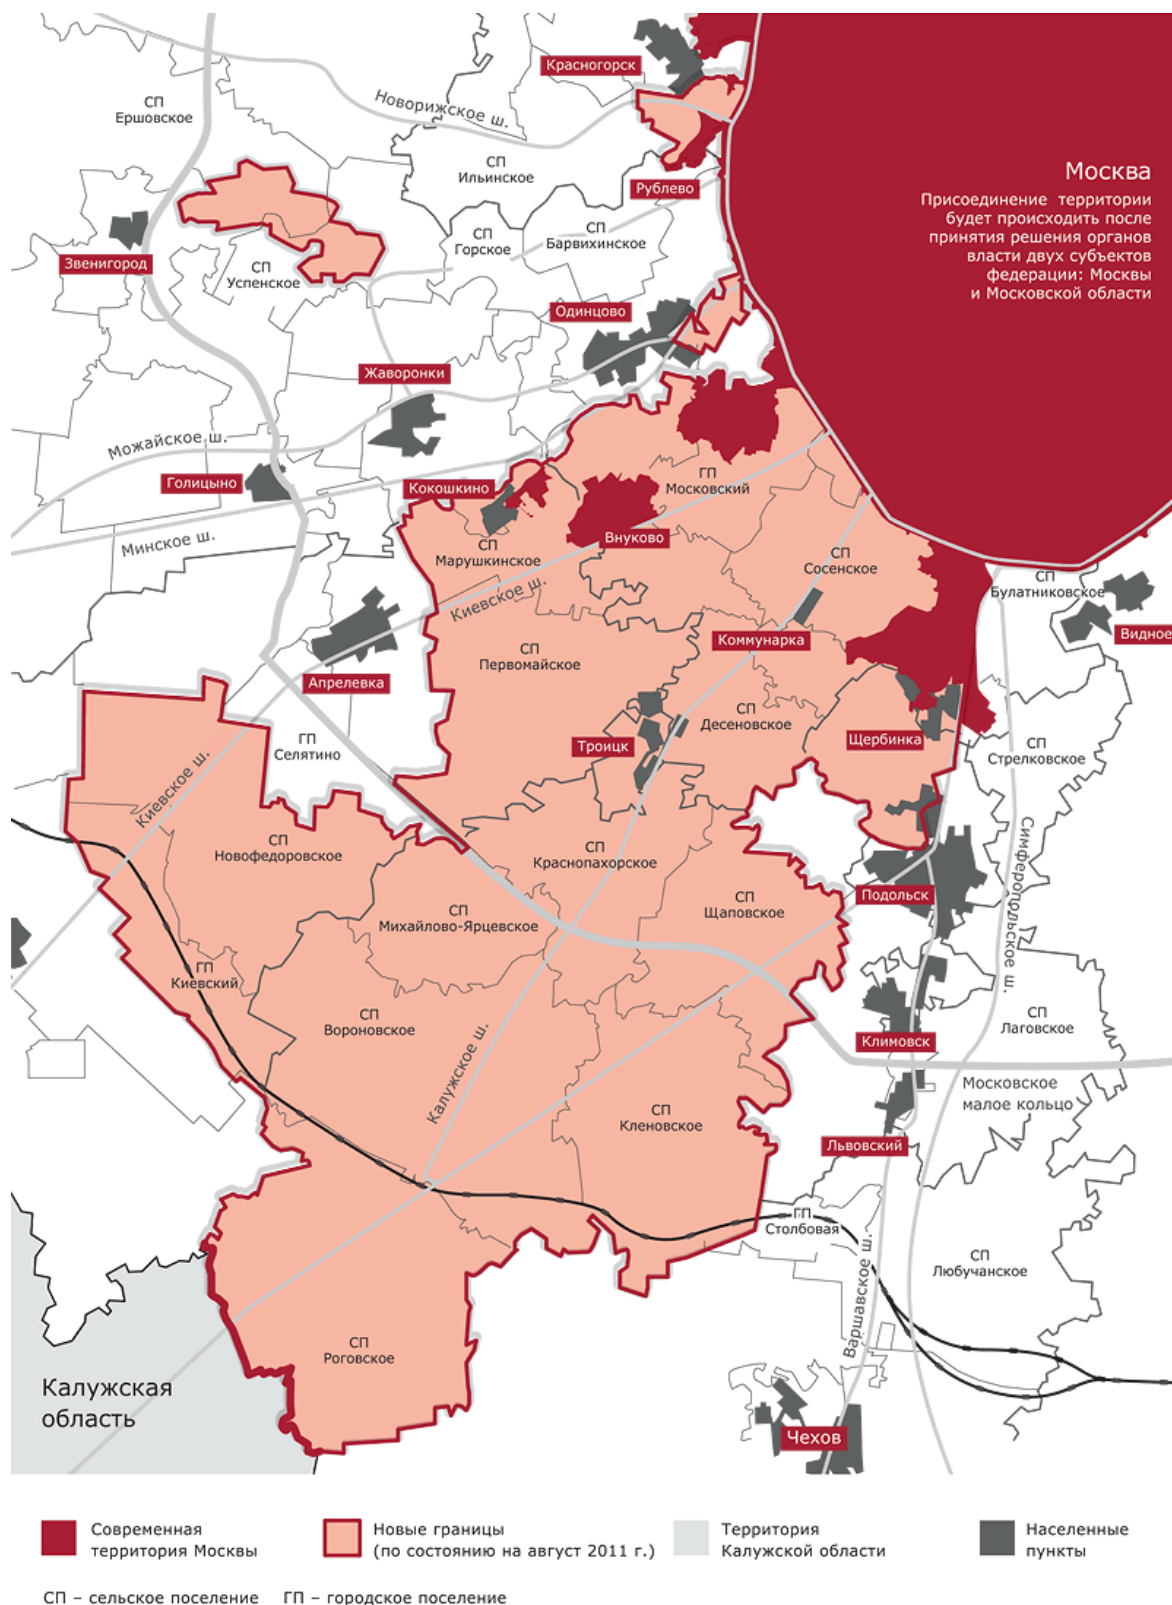 Красногорск
СП
Ершовское
Новорижское ш.
СП
Ильинское
Москва
Присоединение территории
будет происходить после
принятия решения органов
власти двух субъектов
федерации: Москвы
и Московской области
Рублево
СП
Горское
СП
Барвихинское
Звенигород
СП
Успенское
Одинцово
Жаворонки
Можайское ш.
Голицыно
Кокошкино
ГП
Московский
Минское ш.
СП
Марушкинское
Внуково
СП
Сосенское
СП
Булатниковское
Киевское ш.
Видное
Коммунарка
СП
Первомайское
Апрелевка
СП
Десеновское
Троицк
Щербинка
ГП
Селятино
СП
Стрелковское
Киевское ш.
СП
Новофедоровское
СП
Краснопахорское
Симферопольское ш.
Подольск
СП
Михайлово-Ярцевское
СП
Щаповское
ГП
Киевский
СП
Вороновское
СП
Лаговское
Климовск
Калужское ш.
Московское
малое кольцо
СП
Кленовское
Львовский
ГП
Столбовая
СП
Любучанское
Варшавское ш.
СП
Роговское
Калужская
область
Чехов
Современная
территория Москвы
Новые границы
(по состоянию на август 2011 г.)
Территория
Калужской области
Населенные
пункты
СП – сельское поселение ГП – городское поселение